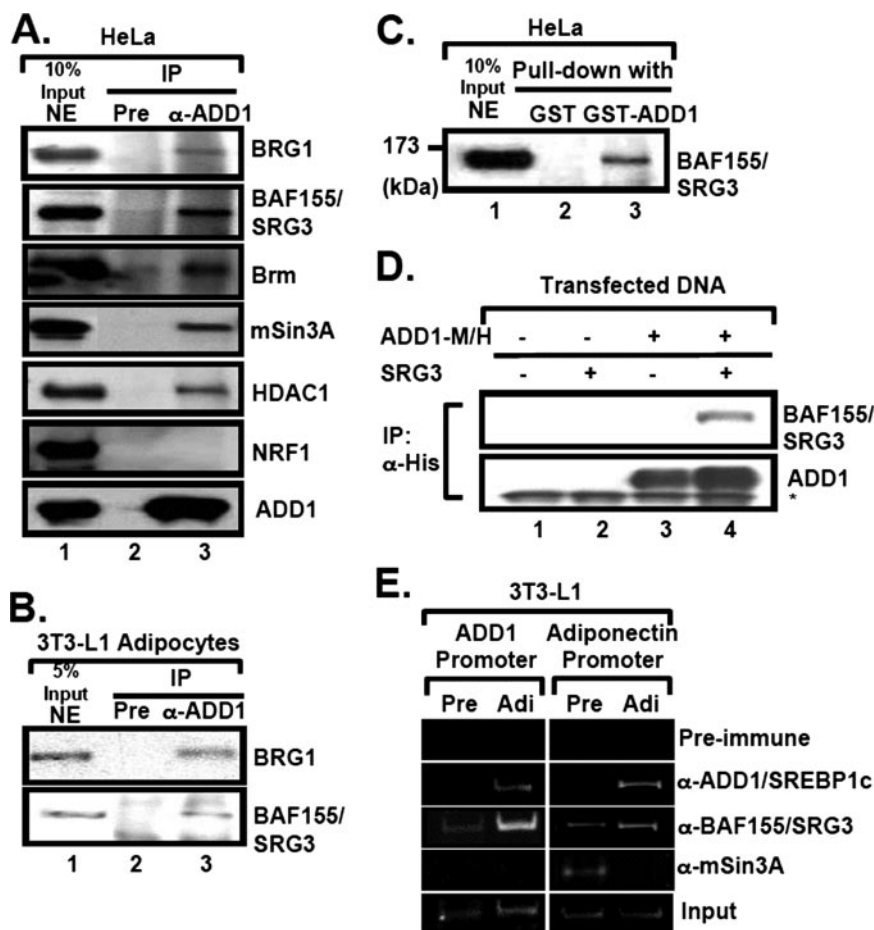 A.
HeLa
10%
Input
NE
IP
Pre α-ADD1
BRG1
BAF155/
SRG3
Brm
mSin3A
HDAC1
NRF1
ADD1
1 2 3
B.
3T3-L1 Adipocytes
5%
Input
NE
IP
Pre α-ADD1
BRG1
BAF155/
SRG3
1 2 3
C.
HeLa
10%
Input
NE
Pull-down with
GST GST-ADD1
173
(kDa)
BAF155/
SRG3
1 2 3
D.
Transfected DNA
ADD1-M/H - - + +
SRG3 - + - +
IP:
α-His
BAF155/
SRG3
ADD1
*
1 2 3 4
E.
3T3-L1
ADD1
Promoter
Adiponectin
Promoter
Pre Adi Pre Adi
Pre-immune
α-ADD1/SREBP1c
α-BAF155/SRG3
α-mSin3A
Input